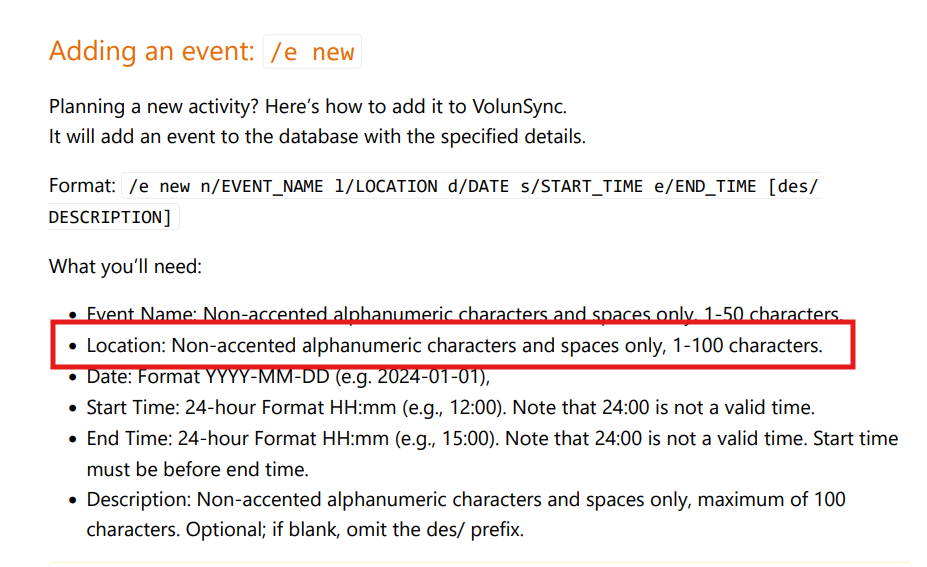 Adding an event: /e new
Planning a new activity? Here’s how to add it to VolunSync.
It will add an event to the database with the specified details.
Format: /e new n/EVENT_NAME l/LOCATION d/DATE s/START_TIME e/END_TIME [des/
DESCRIPTION]
What you’ll need:
• Event Name: Non-accented alphanumeric characters and spaces only, 1-50 characters.
• Location: Non-accented alphanumeric characters and spaces only, 1-100 characters.
• Date: Format YYYY-MM-DD (e.g. 2024-01-01),
• Start Time: 24-hour Format HH:mm (e.g., 12:00). Note that 24:00 is not a valid time.
• End Time: 24-hour Format HH:mm (e.g., 15:00). Note that 24:00 is not a valid time. Start time
must be before end time.
• Description: Non-accented alphanumeric characters and spaces only, maximum of 100
characters. Optional; if blank, omit the des/ prefix.